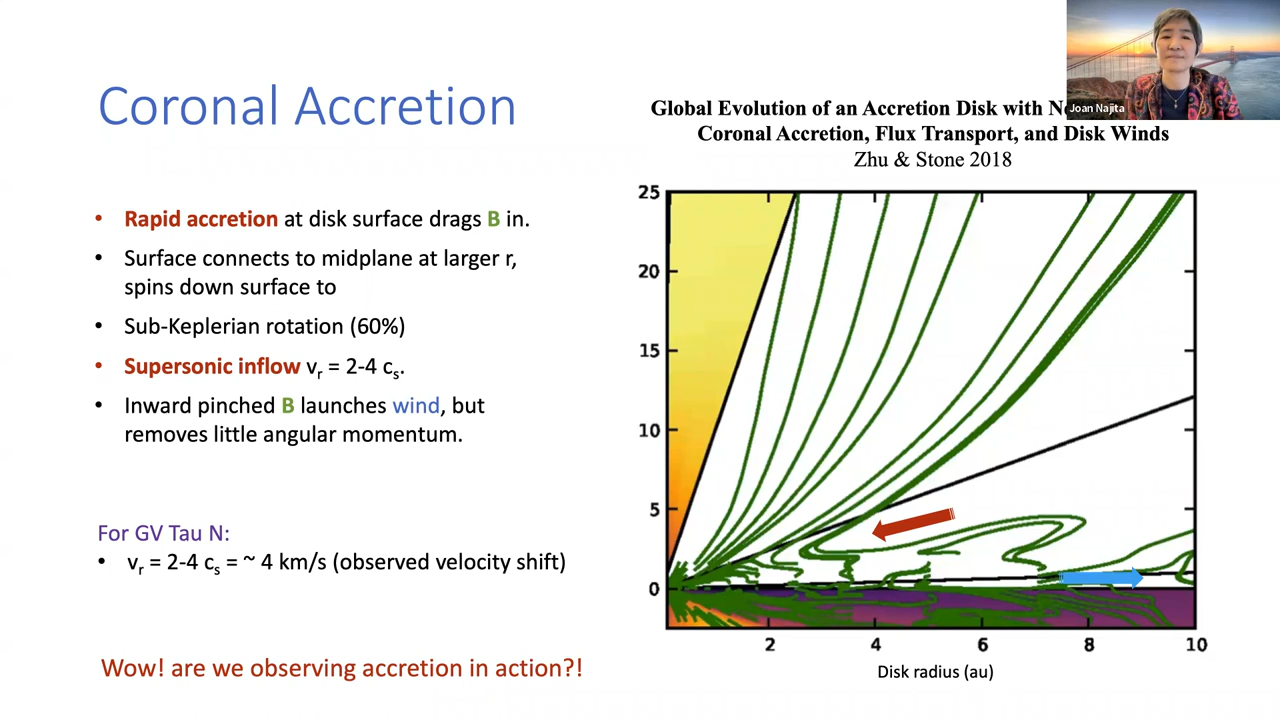 Coronal Accretion
Joan Najita
Global Evolution of an Accretion Disk with
Coronal Accretion, Flux Transport, and Disk Winds
Zhu & Stone 2018
• Rapid accretion at disk surface drags B in.
• Surface connects to midplane at larger r,
spins down surface to
• Sub-Keplerian rotation (60%)
• Supersonic inflow vr = 2-4 cs.
• Inward pinched B launches wind, but
removes little angular momentum.
For GV Tau N:
• vr = 2-4 cs = ~ 4 km/s (observed velocity shift)
Wow! are we observing accretion in action?!
25
20
15
10
5
0
2 4 6 8 10
Disk radius (au)